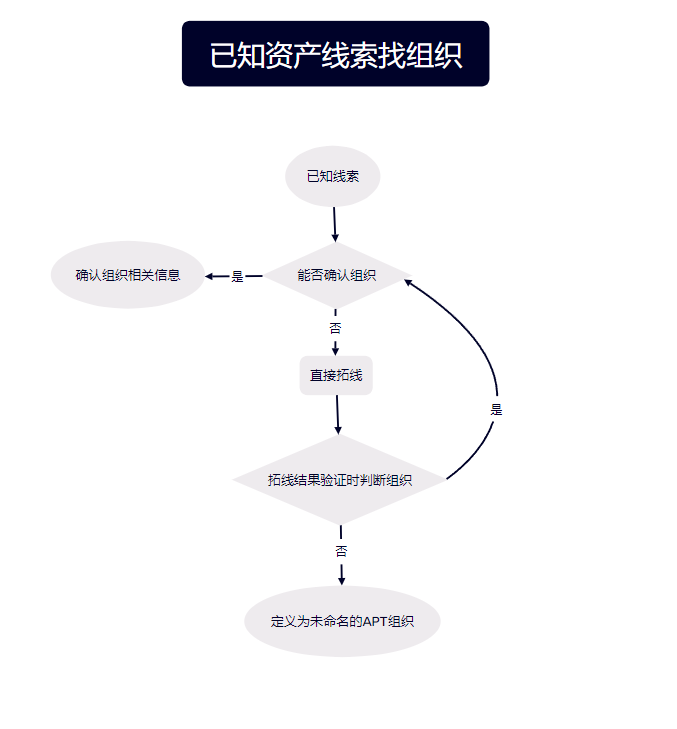 已知资产线索找组织
已知线索
能否确认组织
是
确认组织相关信息
否
直接拓线
是
拓线结果验证时判断组织
否
定义为未命名的APT组织